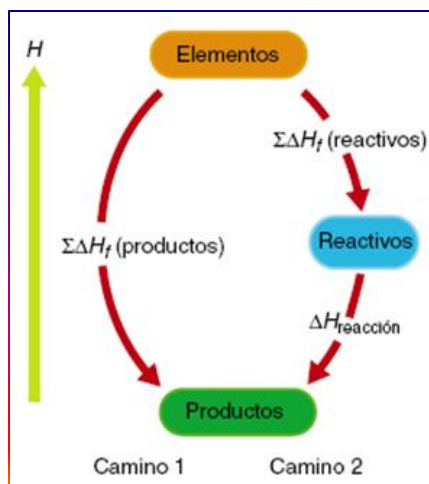 H
Elementos
ΣΔHf (reactivos)
Reactivos
ΣΔHf (productos)
ΔHreacción
Productos
Camino 1
Camino 2